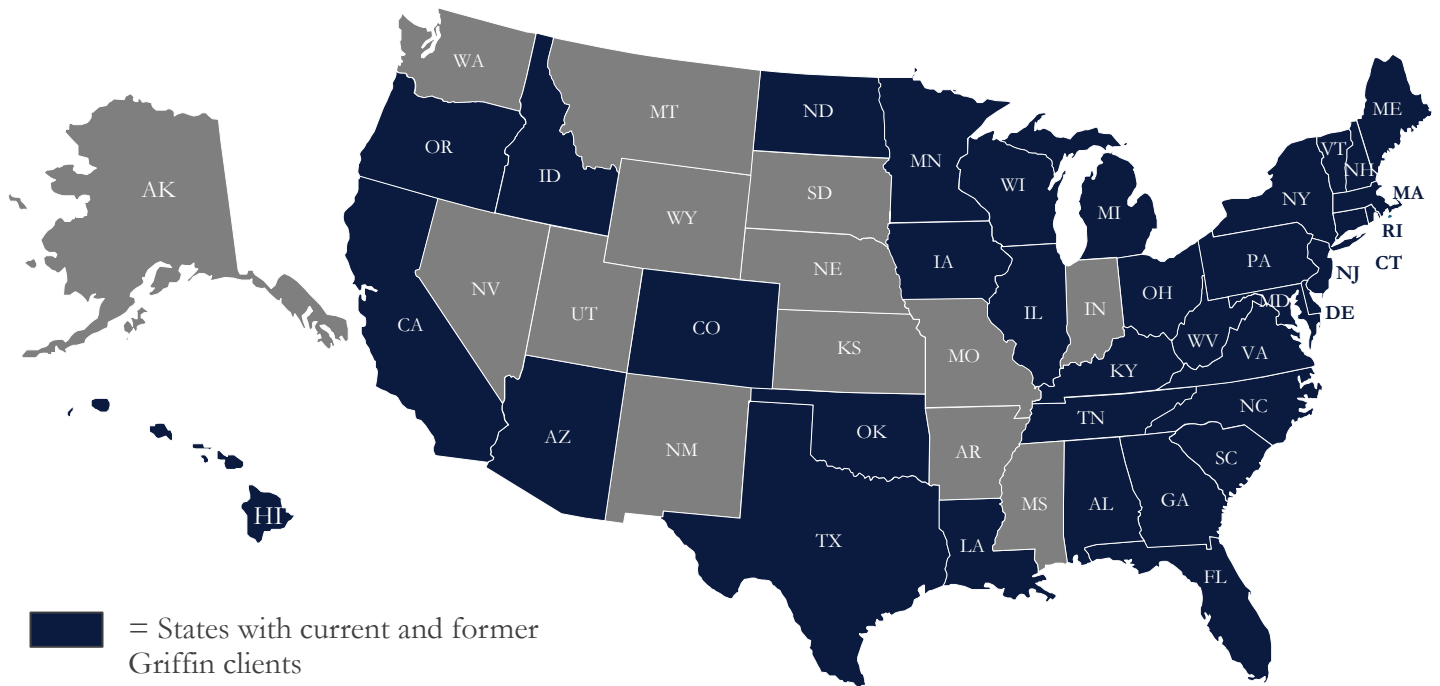 WA
MT
ND
ME
OR
ID
MN
VT
NH
AK
SD
WI
MI
NY
MA
WY
RI
NE
IA
PA
NJ
CT
NV
UT
CO
IL
IN
OH
MD
DE
CA
KS
MO
WV
VA
KY
NC
TN
AZ
NM
OK
AR
SC
HI
TX
LA
MS
AL
GA
FL
= States with current and former
Griffin clients